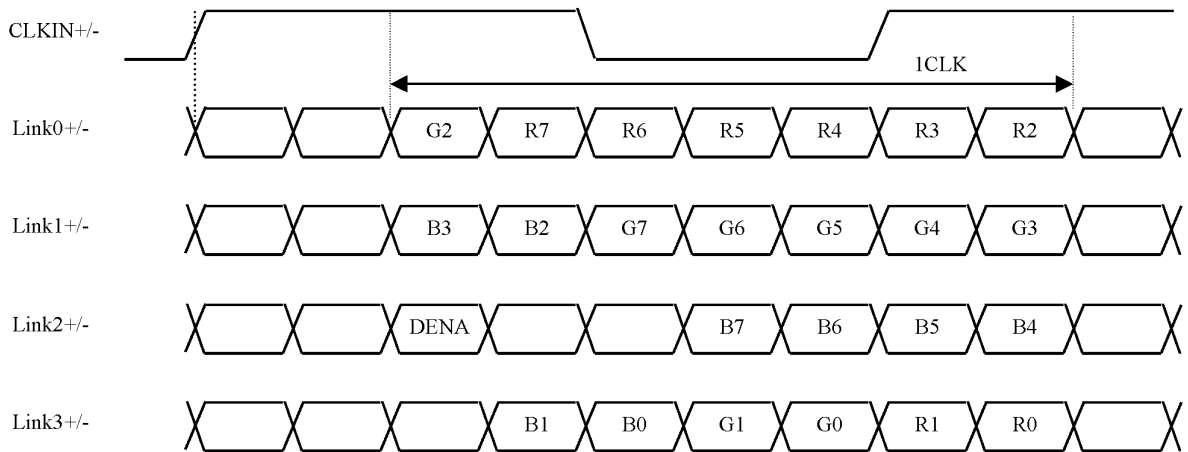 CLKIN+/-
1CLK
Link0+/- G2 R7 R6 R5 R4 R3 R2
Link1+/- B3 B2 G7 G6 G5 G4 G3
Link2+/- DENA B7 B6 B5 B4
Link3+/- B1 B0 G1 G0 R1 R0